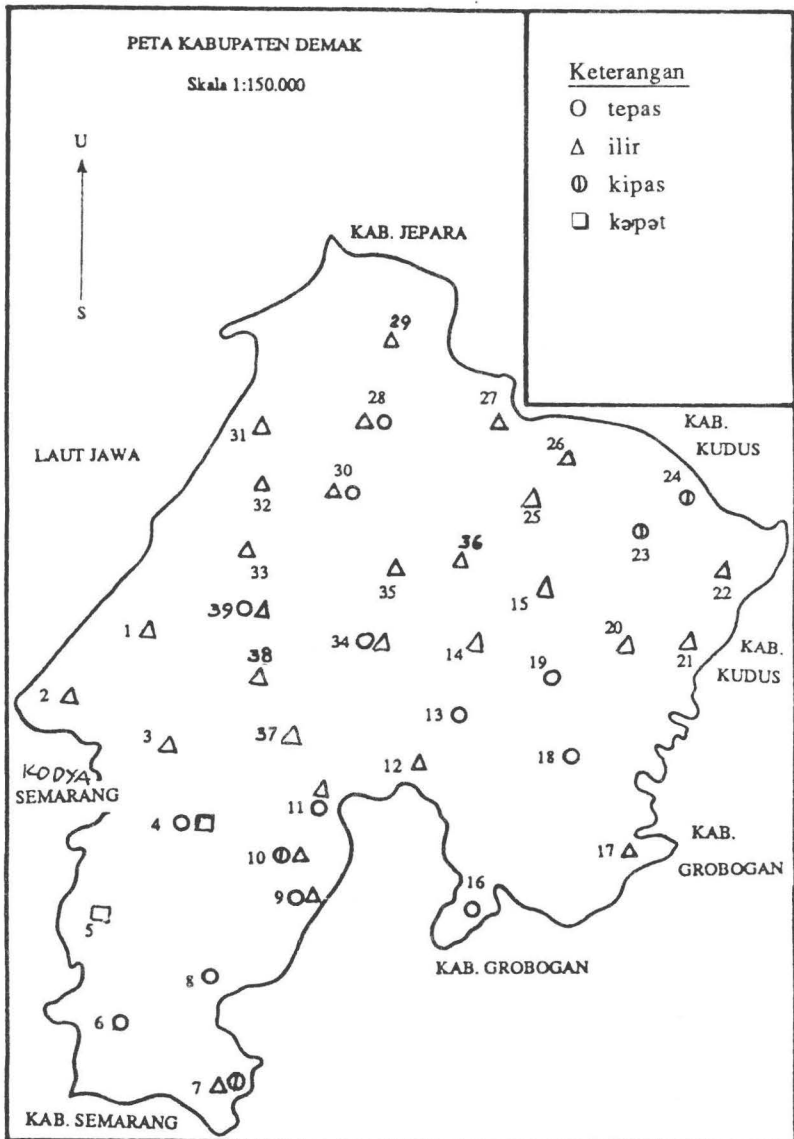 PETA KABUPATEN DEMAK
Skala 1:150.000
U
S
Keterangan
tepas
ilir
kipas
kəpət
KAB. JEPARA
29
28
27
KAB.
KUDUS
31
26
LAUT JAWA
24
30
32
25
36
23
33
35
22
15
39
1
34
14
20
21
KAB.
KUDUS
38
19
2
13
37
3
18
12
KODYA
SEMARANG
11
4
KAB.
GROBOGAN
17
10
16
9
5
KAB. GROBOGAN
8
6
7
KAB. SEMARANG